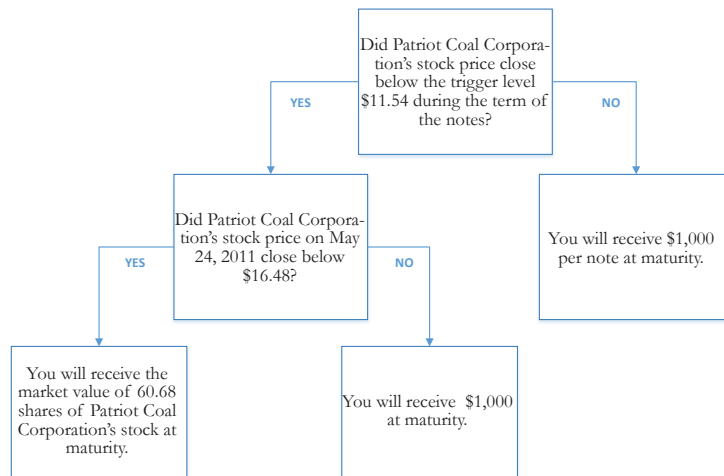 Did Patriot Coal Corpora-
tion's stock price close
below the trigger level
$11.54 during the term of
the notes?
YES
NO
Did Patriot Coal Corpora-
tion's stock price on May
24, 2011 close below
$16.48?
You will receive $1,000
per note at maturity.
YES
NO
You will receive the
market value of 60.68
shares of Patriot Coal
Corporation's stock at
maturity.
You will receive $1,000
at maturity.